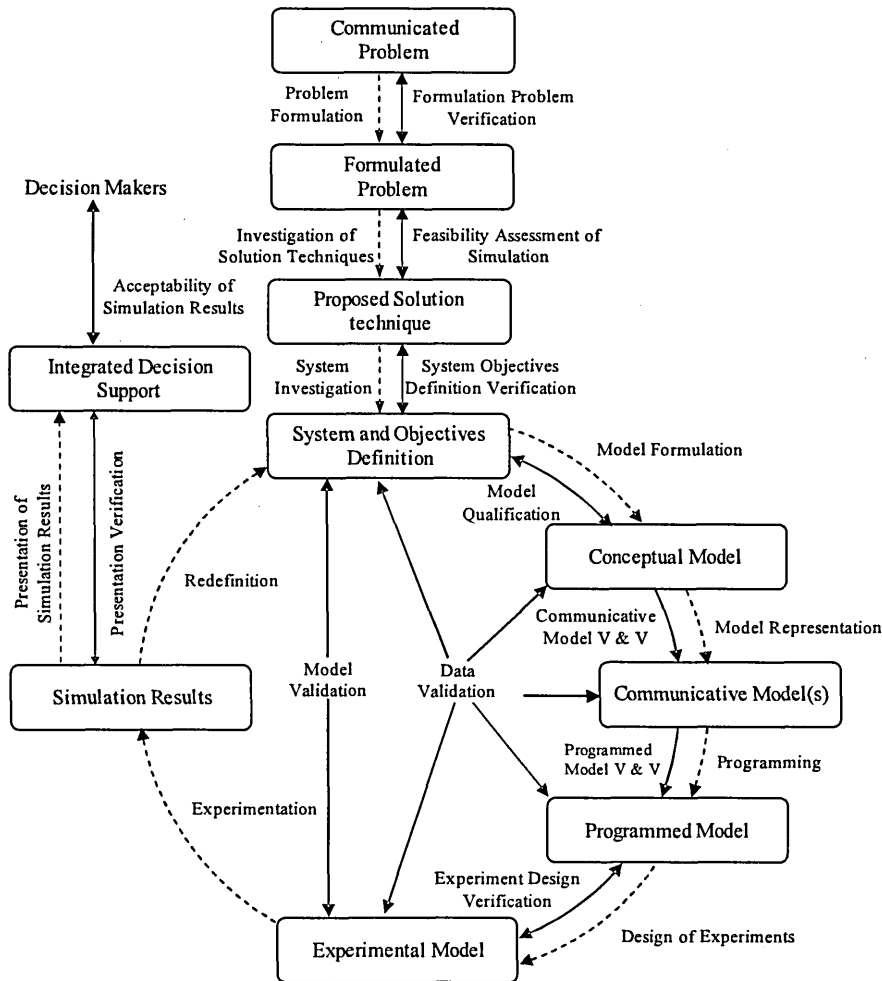 Communicated
Problem
Problem
Formulation
Formulation Problem
Verification
Formulated
Problem
Decision Makers
Investigation of
Solution Techniques
Feasibility Assessment of
Simulation
Acceptability of
Simulation Results
Proposed Solution
technique
Integrated Decision
Support
System
Investigation
System Objectives
Definition Verification
System and Objectives
Definition
Model Formulation
Model
Qualification
Presentation of
Simulation Results
Presentation Verification
Redefinition
Conceptual Model
Communicative
Model V & V
Model Representation
Model
Validation
Data
Validation
Simulation Results
Communicative Model(s)
Programmed
Model V & V
Programming
Experimentation
Programmed Model
Experiment Design
Verification
Experimental Model
Design of Experiments